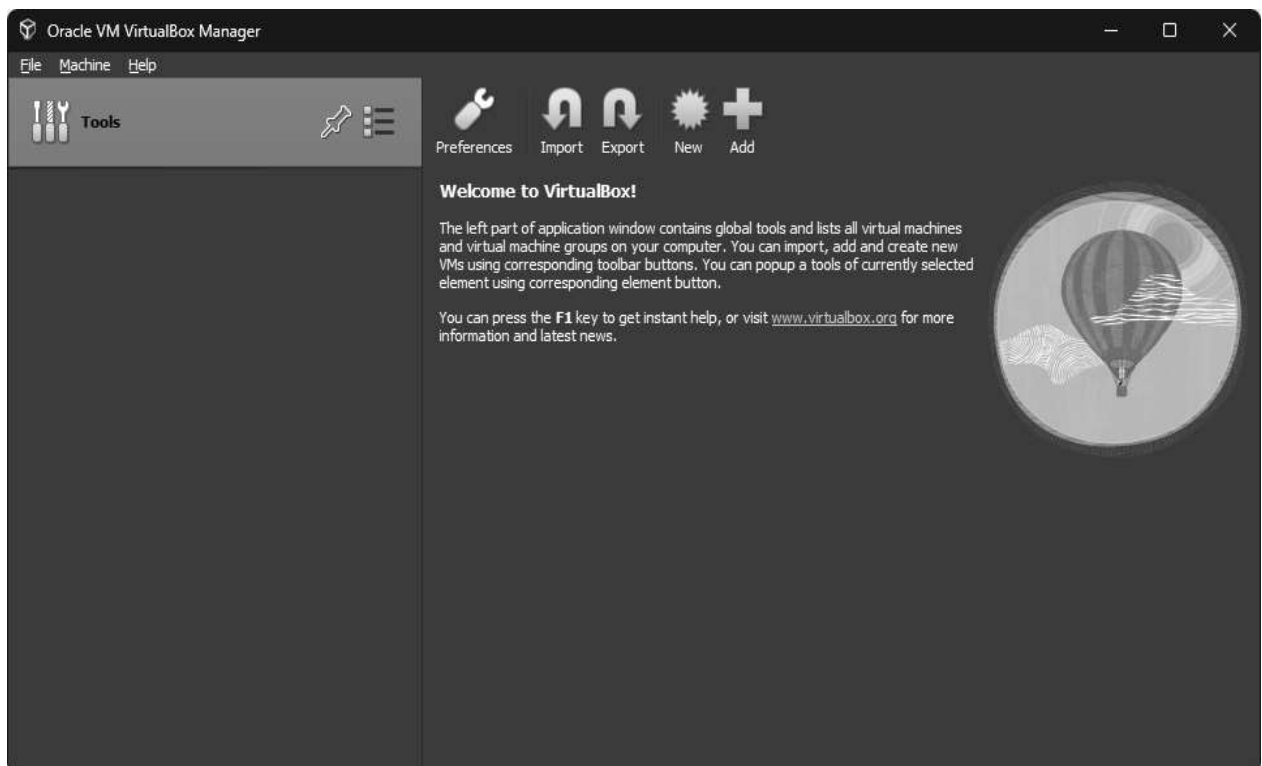 Oracle VM VirtualBox Manager
File Machine Help
Tools
Preferences Import Export New Add
Welcome to VirtualBox!
The left part of application window contains global tools and lists all virtual machines
and virtual machine groups on your computer. You can import, add and create new
VMs using corresponding toolbar buttons. You can popup a tools of currently selected
element using corresponding element button.
You can press the F1 key to get instant help, or visit www.virtualbox.org for more
information and latest news.